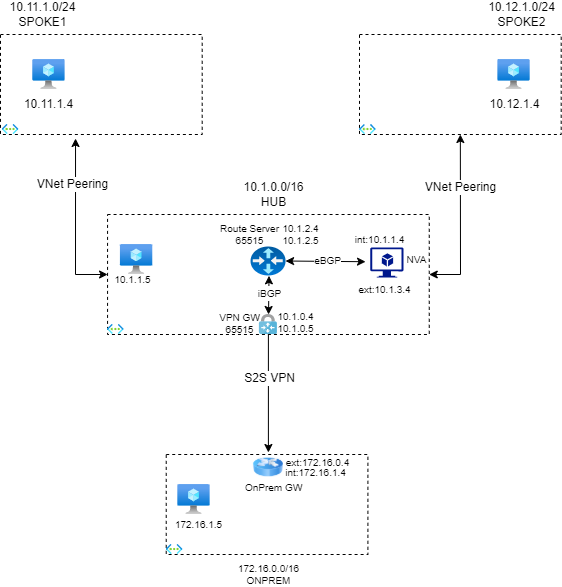 10.11.1.0/24
SPOKE1
10.12.1.0/24
SPOKE2
10.11.1.4
10.12.1.4
VNet Peering
VNet Peering
10.1.0.0/16
HUB
Route Server 10.1.2.4
65515 10.1.2.5
int:10.1.1.4
eBGP
NVA
10.1.1.5
ext:10.1.3.4
iBGP
VPN GW 10.1.0.4
65515 10.1.0.5
S2S VPN
ext:172.16.0.4
int:172.16.1.4
OnPrem GW
172.16.1.5
172.16.0.0/16
ONPREM